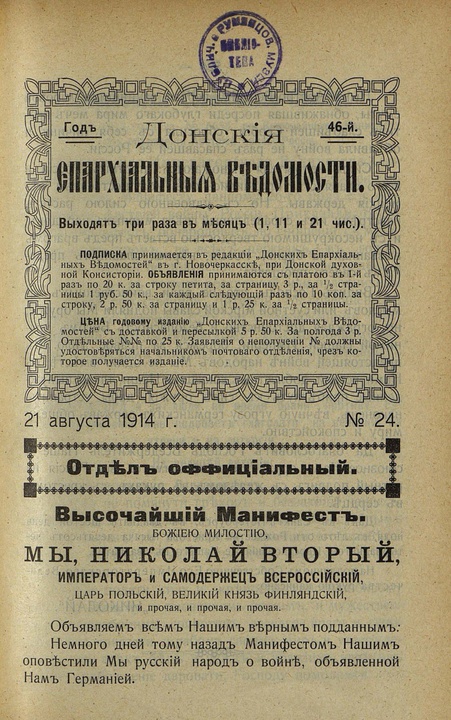 РУМЯНЦОВ. МУЗЕЙ
БИБЛІО-
ТЕКА
Годъ
46-й.
Донскія
ЕПАРХІАЛЬНЫЯ ВѢДОМОСТИ.
Выходятъ три раза въ мѣсяцъ (1, 11 и 21 чис.).
ПОДПИСКА принимается въ редакціи „Донскихъ Епархіаль-
ныхъ Вѣдомостей" въ г. Новочеркасскѣ, при Донской духов-
ной Консисторіи. ОБЪЯВЛЕНІЯ принимаются съ платою въ 1-й
разъ по 20 к. за строку петита, за страницу 3 р., за ½ стра-
ницы 1 руб. 50 к., за каждый слѣдующій разъ по 10 коп. за
строку, 2 р. 50 к. за страницу и 1 р. 25 к. за ½ страницы.
ЦѢНА годовому изданію „Донскихъ Епархіальныхъ Вѣдо-
мостей" съ доставкой и пересылкой 5 р. 50 к. За полгода 3 р.
Отдѣльные №№ по 25 к. Заявленія о неполученіи № должны
удостовѣряться начальникомъ почтоваго отдѣленія, чрезъ ко-
торое получается изданіе.
21 августа 1914 г.
№ 24.
Отдѣлъ оффиціальный.
Высочайшій Манифестъ.
БОЖІЕЮ МИЛОСТІЮ,
МЫ, НИКОЛАЙ ВТОРЫЙ,
ИМПЕРАТОРЪ и САМОДЕРЖЕЦЪ ВСЕРОССІЙСКІЙ,
ЦАРЬ ПОЛЬСКІЙ, ВЕЛИКІЙ КНЯЗЬ ФИНЛЯНДСКІЙ,
и прочая, и прочая, и прочая.
Объявляемъ всѣмъ Нашимъ вѣрнымъ подданнымъ:
Немного дней тому назадъ Манифестомъ Нашимъ
оповѣстили Мы русскій народъ о войнѣ, объявленной
Намъ Германіей.